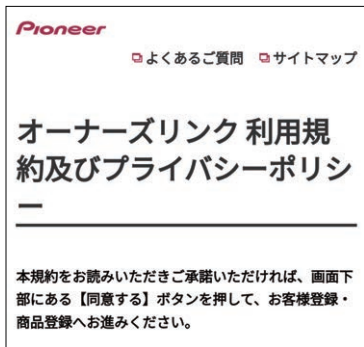 Pioneer
よくあるご質問 サイトマップ
オーナーズリンク 利用規
約及びプライバシーポリシ
ー
本規約をお読みいただきご承諾いただければ、画面下
部にある【同意する】ボタンを押して、お客様登録・
商品登録へお進みください。